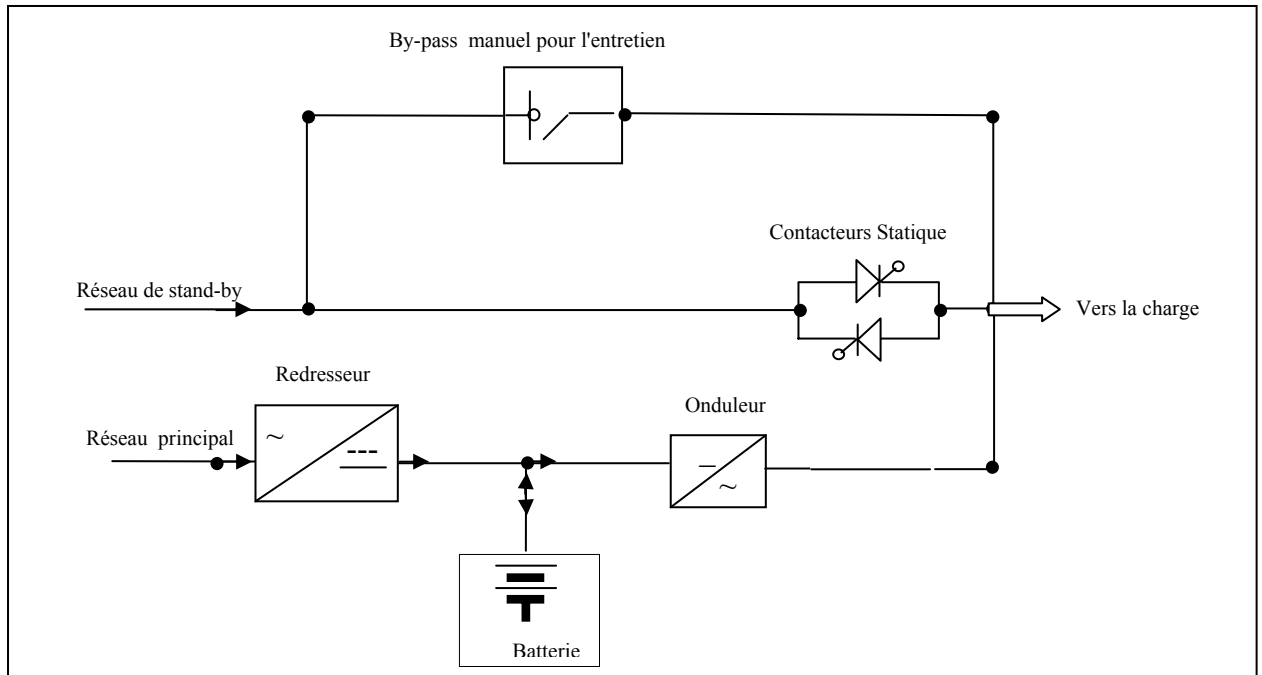 By-pass manuel pour l'entretien
Contacteurs Statique
Réseau de stand-by
Vers la charge
Redresseur
Onduleur
Réseau principal
Batterie